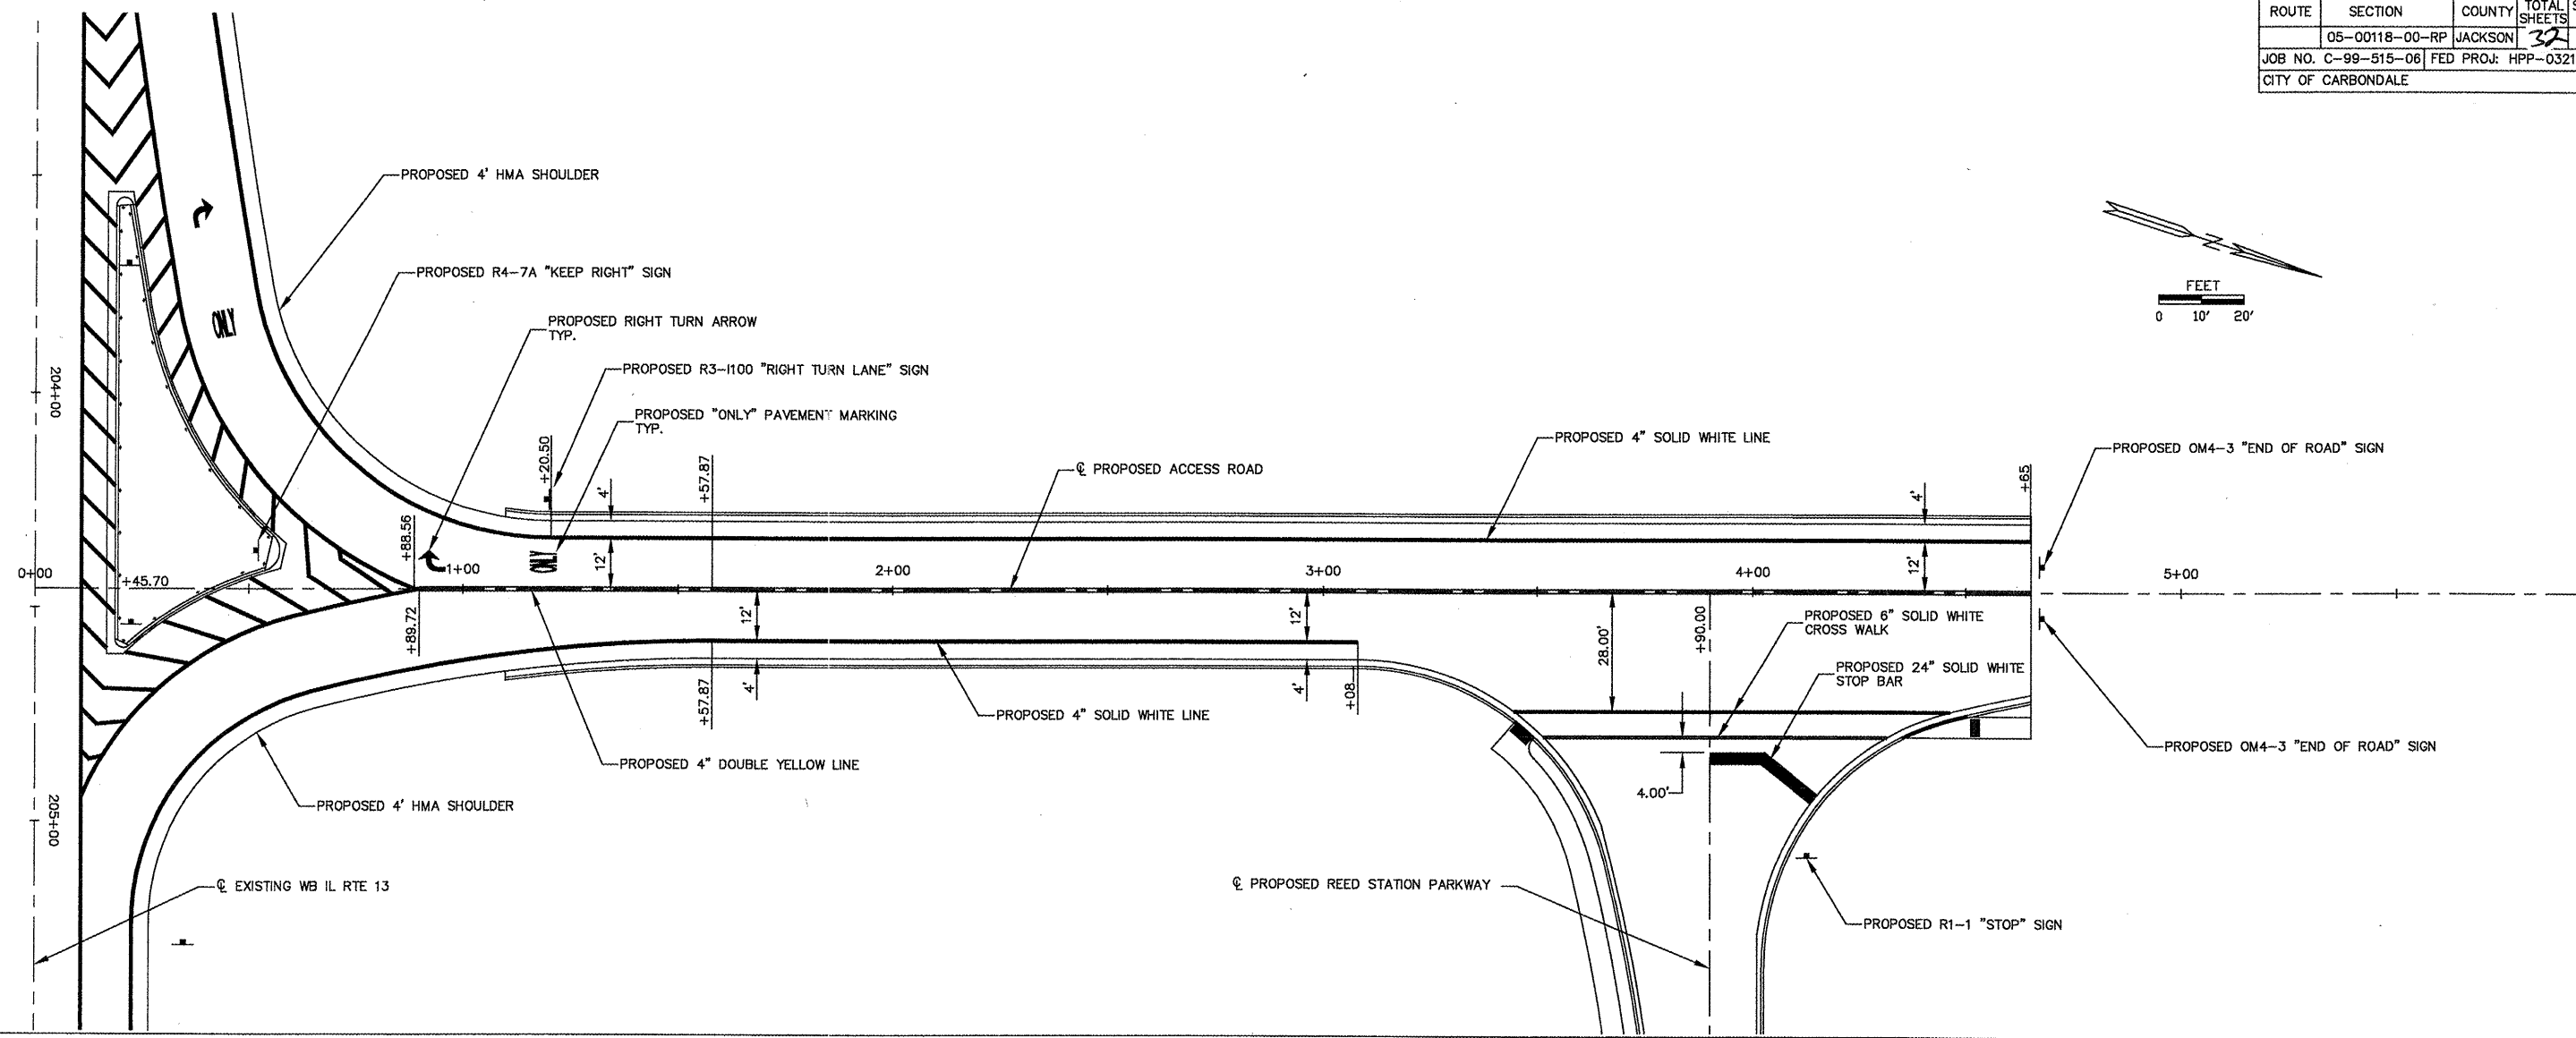 ROUTE SECTION COUNTY TOTAL SHEETS
05-00118-00-RP JACKSON 32
JOB NO. C-99-515-06 FED PROJ: HPP-0321
CITY OF CARBONDALE
PROPOSED 4' HMA SHOULDER
PROPOSED R4-7A "KEEP RIGHT" SIGN
FEET
0 10' 20'
PROPOSED RIGHT TURN ARROW
TYP.
ONLY
PROPOSED R3-I100 "RIGHT TURN LANE" SIGN
204+00
PROPOSED "ONLY" PAVEMENT MARKING
TYP.
PROPOSED 4" SOLID WHITE LINE
PROPOSED OM4-3 "END OF ROAD" SIGN
℄ PROPOSED ACCESS ROAD
+20.50
4'
+57.87
+65
4'
+88.56
ONLY
12'
12'
0+00
+45.70
1+00
2+00
3+00
4+00
5+00
+89.72
12'
12'
28.00'
+90.00
PROPOSED 6" SOLID WHITE
CROSS WALK
PROPOSED 24" SOLID WHITE
STOP BAR
4'
+57.87
4'
+08
PROPOSED 4" SOLID WHITE LINE
PROPOSED OM4-3 "END OF ROAD" SIGN
PROPOSED 4" DOUBLE YELLOW LINE
4.00'
PROPOSED 4' HMA SHOULDER
205+00
℄ EXISTING WB IL RTE 13
℄ PROPOSED REED STATION PARKWAY
PROPOSED R1-1 "STOP" SIGN